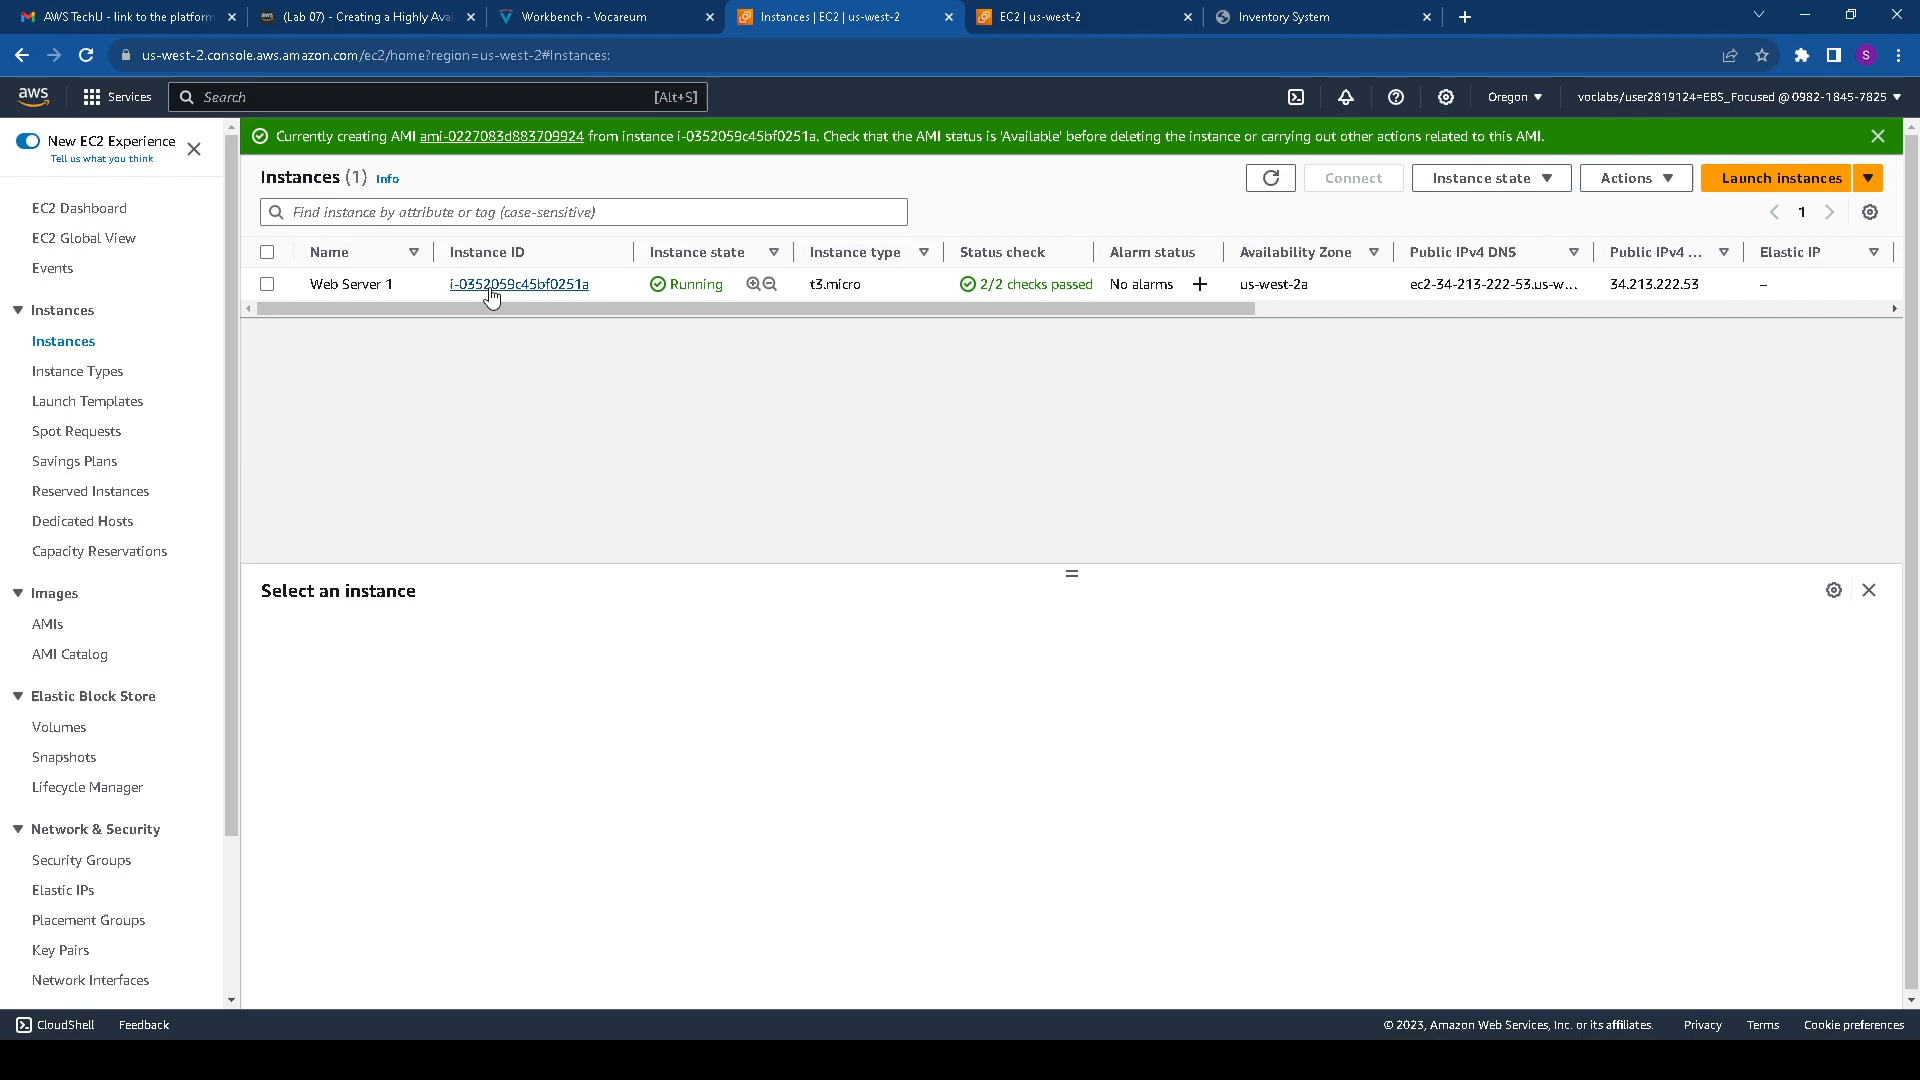 AWS TechU - link to the platform
(Lab 07) - Creating a Highly Avai
Workbench - Vocareum
Instances | EC2 | us-west-2
EC2 | us-west-2
Inventory System
us-west-2.console.aws.amazon.com/ec2/home?region=us-west-2#Instances:
S
aws
Services
Search
[Alt+S]
Oregon
voclabs/user2819124=EBS_Focused @ 0982-1845-7825
New EC2 Experience
Tell us what you think
EC2 Dashboard
EC2 Global View
Events
Instances
Instances
Instance Types
Launch Templates
Spot Requests
Savings Plans
Reserved Instances
Dedicated Hosts
Capacity Reservations
Images
AMIs
AMI Catalog
Elastic Block Store
Volumes
Snapshots
Lifecycle Manager
Network & Security
Security Groups
Elastic IPs
Placement Groups
Key Pairs
Network Interfaces
Currently creating AMI ami-0227083d883709924 from instance i-0352059c45bf0251a. Check that the AMI status is 'Available' before deleting the instance or carrying out other actions related to this AMI.
Instances (1) Info
Connect
Instance state
Actions
Launch instances
Find instance by attribute or tag (case-sensitive)
1
Name Instance ID Instance state Instance type Status check Alarm status Availability Zone Public IPv4 DNS Public IPv4 ... Elastic IP
Web Server 1 i-0352059c45bf0251a Running t3.micro 2/2 checks passed No alarms + us-west-2a ec2-34-213-222-53.us-w... 34.213.222.53 –
Select an instance
CloudShell
Feedback
© 2023, Amazon Web Services, Inc. or its affiliates.
Privacy
Terms
Cookie preferences